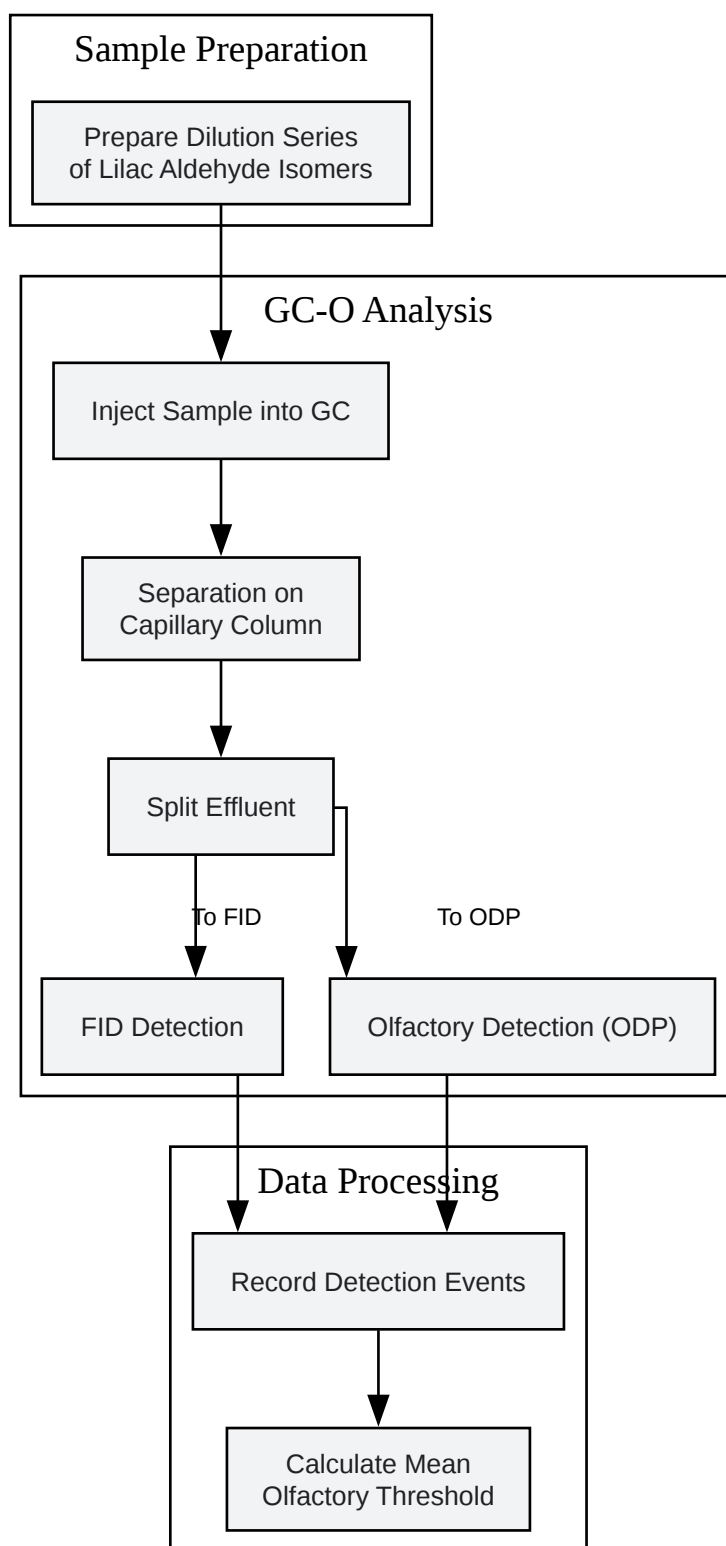 Sample Preparation
Prepare Dilution Series
of Lilac Aldehyde Isomers
GC-O Analysis
Inject Sample into GC
Separation on
Capillary Column
Split Effluent
To FID
To ODP
FID Detection
Olfactory Detection (ODP)
Data Processing
Record Detection Events
Calculate Mean
Olfactory Threshold